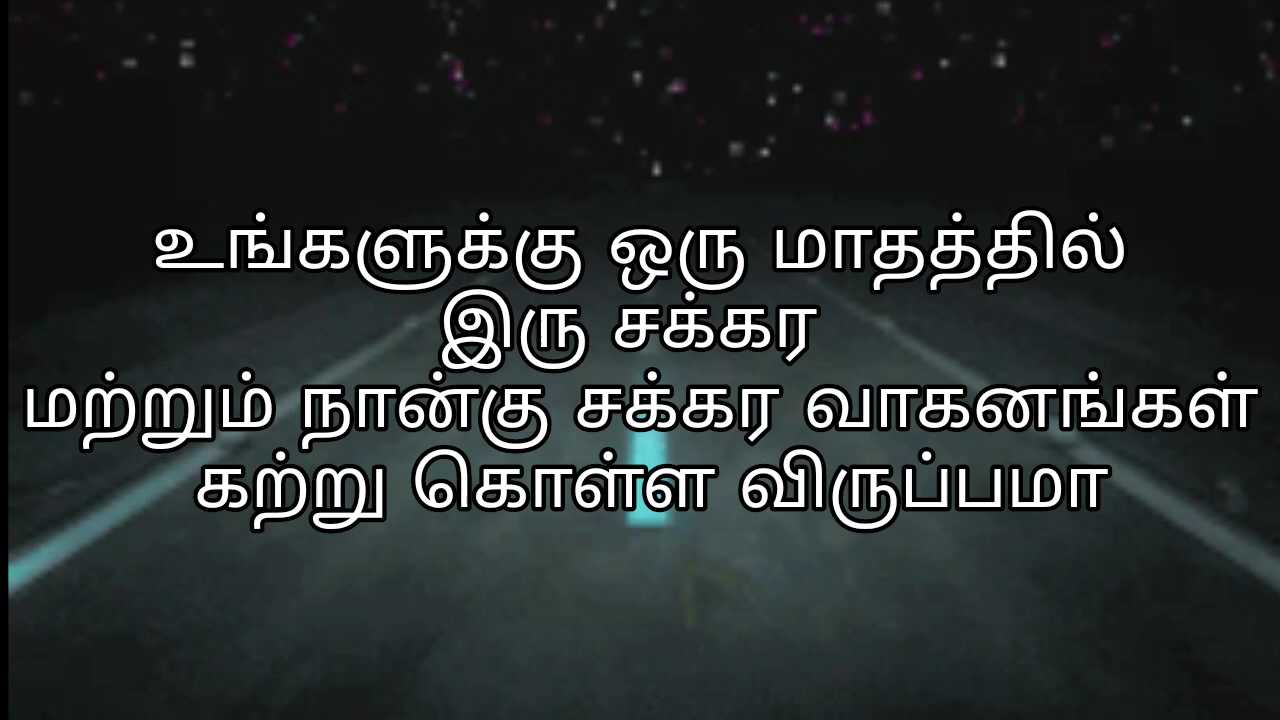 உங்களுக்கு ஒரு மாதத்தில்
இரு சக்கர
மற்றும் நான்கு சக்கர வாகனங்கள்
கற்று கொள்ள விருப்பமா